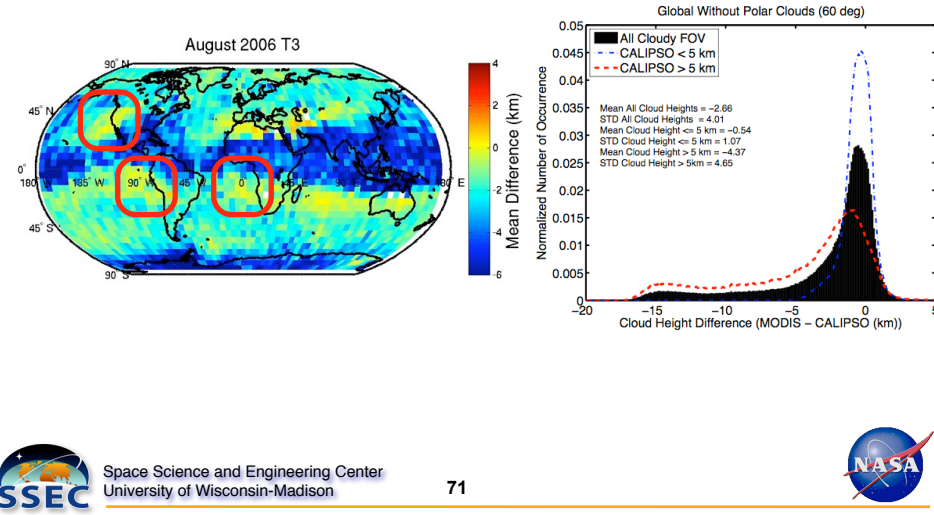 August 2006 T3
90° N
45° N
0°
180° W
135° W
90° W
45° W
0°
45° E
E
45° S
90° S
4
2
0
-2
-4
-6
Mean Difference (km)
Global Without Polar Clouds (60 deg)
All Cloudy FOV
CALIPSO < 5 km
CALIPSO > 5 km
Mean All Cloud Heights = −2.66
STD All Cloud Heights = 4.01
Mean Cloud Height <= 5 km = −0.54
STD Cloud Height <= 5 km = 1.07
Mean Cloud Height > 5 km = −4.37
STD Cloud Height > 5km = 4.65
0.05
0.045
0.04
0.035
0.03
0.025
0.02
0.015
0.01
0.005
0
Normalized Number of Occurrence
−20 −15 −10 −5 0 5
Cloud Height Difference (MODIS − CALIPSO (km))
SSEC
Space Science and Engineering Center
University of Wisconsin-Madison
71
NASA